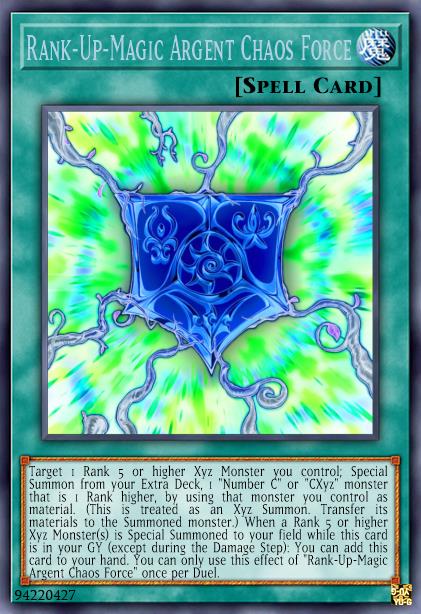 Rank-Up-Magic Argent Chaos Force
魔
[Spell Card]
Target 1 Rank 5 or higher Xyz Monster you control; Special
Summon from your Extra Deck, 1 "Number C" or "CXyz" monster
that is 1 Rank higher, by using that monster you control as
material. (This is treated as an Xyz Summon. Transfer its
materials to the Summoned monster.) When a Rank 5 or higher
Xyz Monster(s) is Special Summoned to your field while this card
is in your GY (except during the Damage Step): You can add this
card to your hand. You can only use this effect of "Rank-Up-Magic
Argent Chaos Force" once per Duel.
94220427